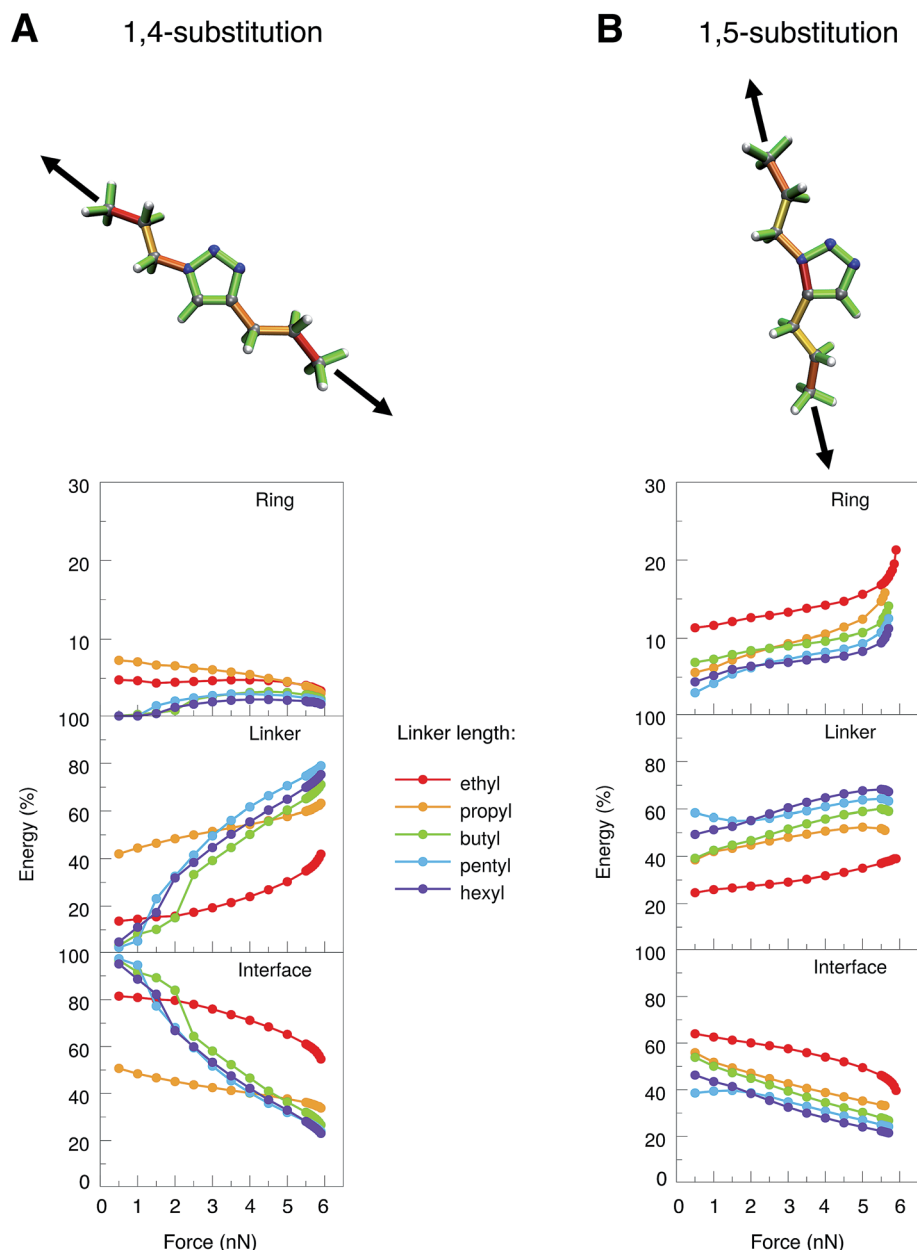 A 1,4-substitution
B 1,5-substitution
30
Ring
20
10
100
Linker
80
60
40
20
100
Interface
80
60
40
20
0
0 1 2 3 4 5 6
Energy (%)
Force (nN)
Linker length:
ethyl
propyl
butyl
pentyl
hexyl
30
Ring
20
10
100
Linker
80
60
40
20
100
Interface
80
60
40
20
0
0 1 2 3 4 5 6
Energy (%)
Force (nN)